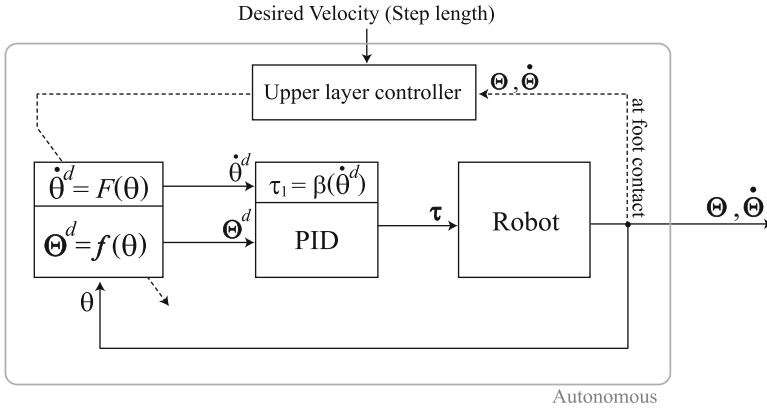 Desired Velocity (Step length)
Upper layer controller
Θ , Θ̇
at foot contact
θ̇ᵈ = F(θ)
θ̇ᵈ
τ₁ = β(θ̇ᵈ)
Θᵈ = f(θ)
Θᵈ
PID
τ
Robot
Θ , Θ̇
θ
Autonomous